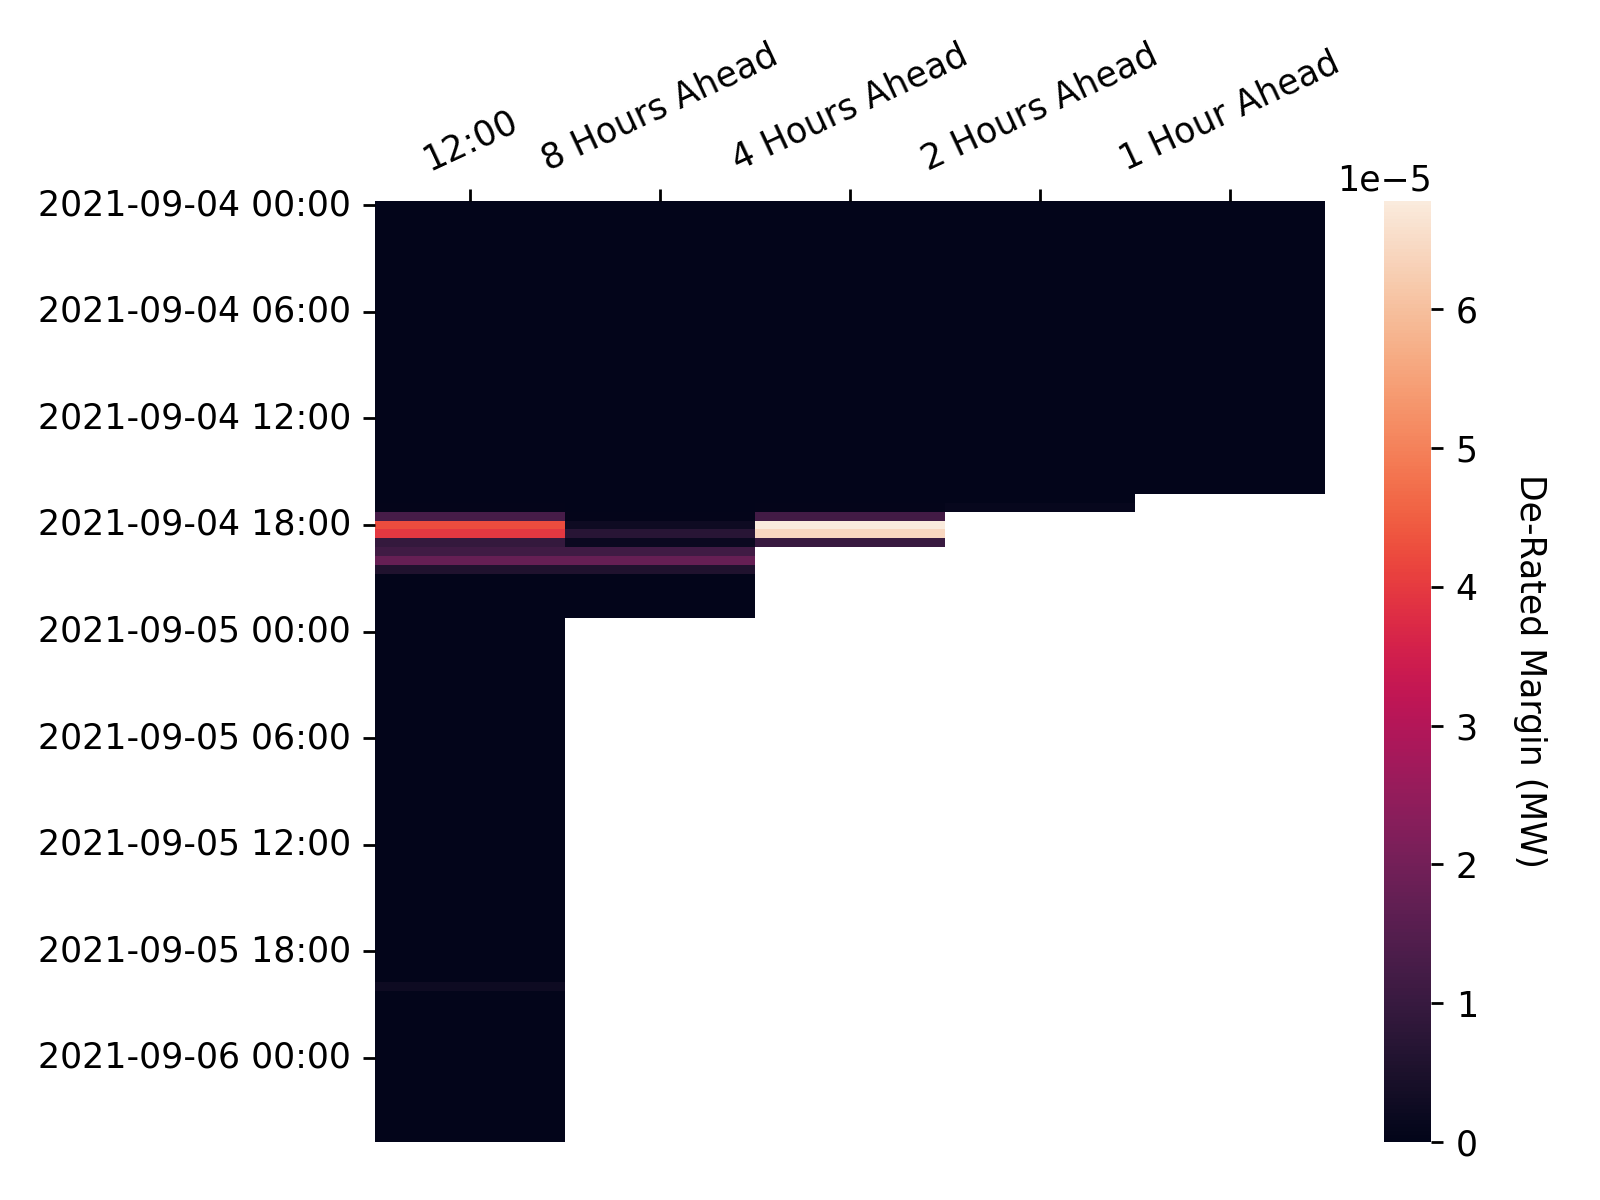 12:00
8 Hours Ahead
4 Hours Ahead
2 Hours Ahead
1 Hour Ahead
2021-09-04 00:00
2021-09-04 06:00
2021-09-04 12:00
2021-09-04 18:00
2021-09-05 00:00
2021-09-05 06:00
2021-09-05 12:00
2021-09-05 18:00
2021-09-06 00:00
1e−5
6
5
4
3
2
1
0
De-Rated Margin (MW)